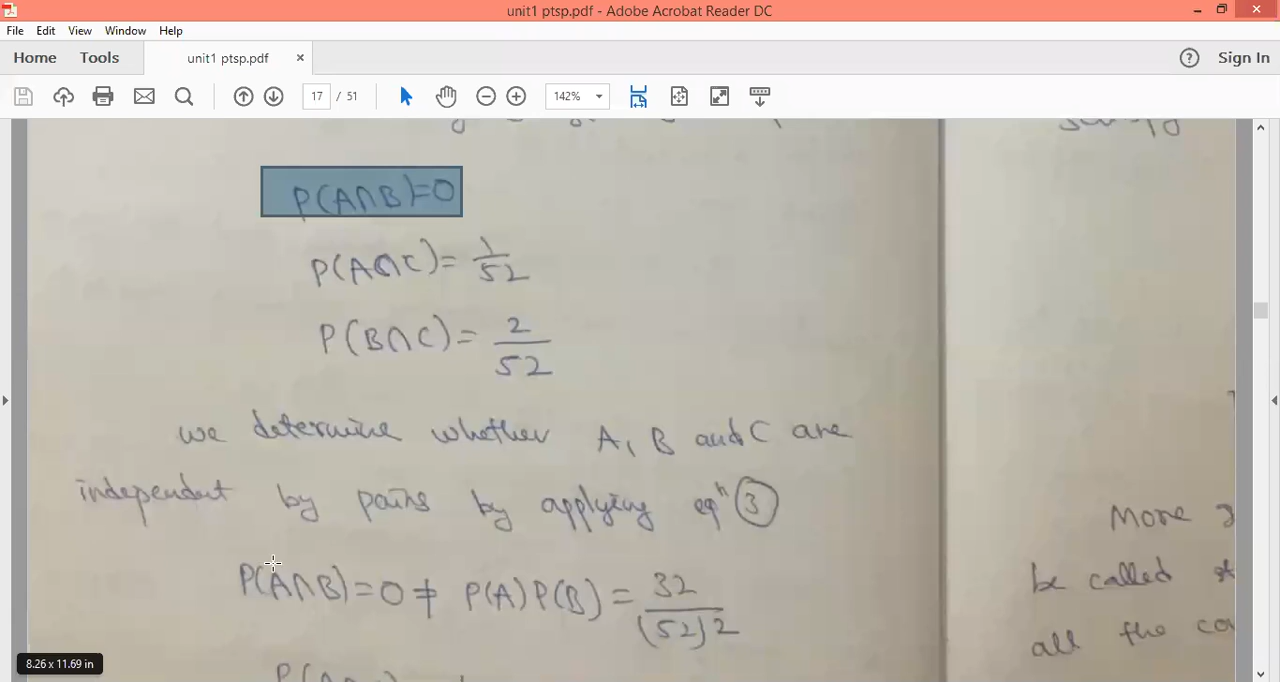 unit1 ptsp.pdf - Adobe Acrobat Reader DC
File Edit View Window Help
Home Tools unit1 ptsp.pdf × Sign In
17 / 51 142%
P(A∩B)=0
P(A∩C)= 1/52
P(B∩C)= 2/52
we determine whether A, B and C are
independent by pairs by applying eqⁿ ③
P(A∩B)=0 ≠ P(A)P(B)= 32/(52)2
8.26 x 11.69 in
More
be called
all the